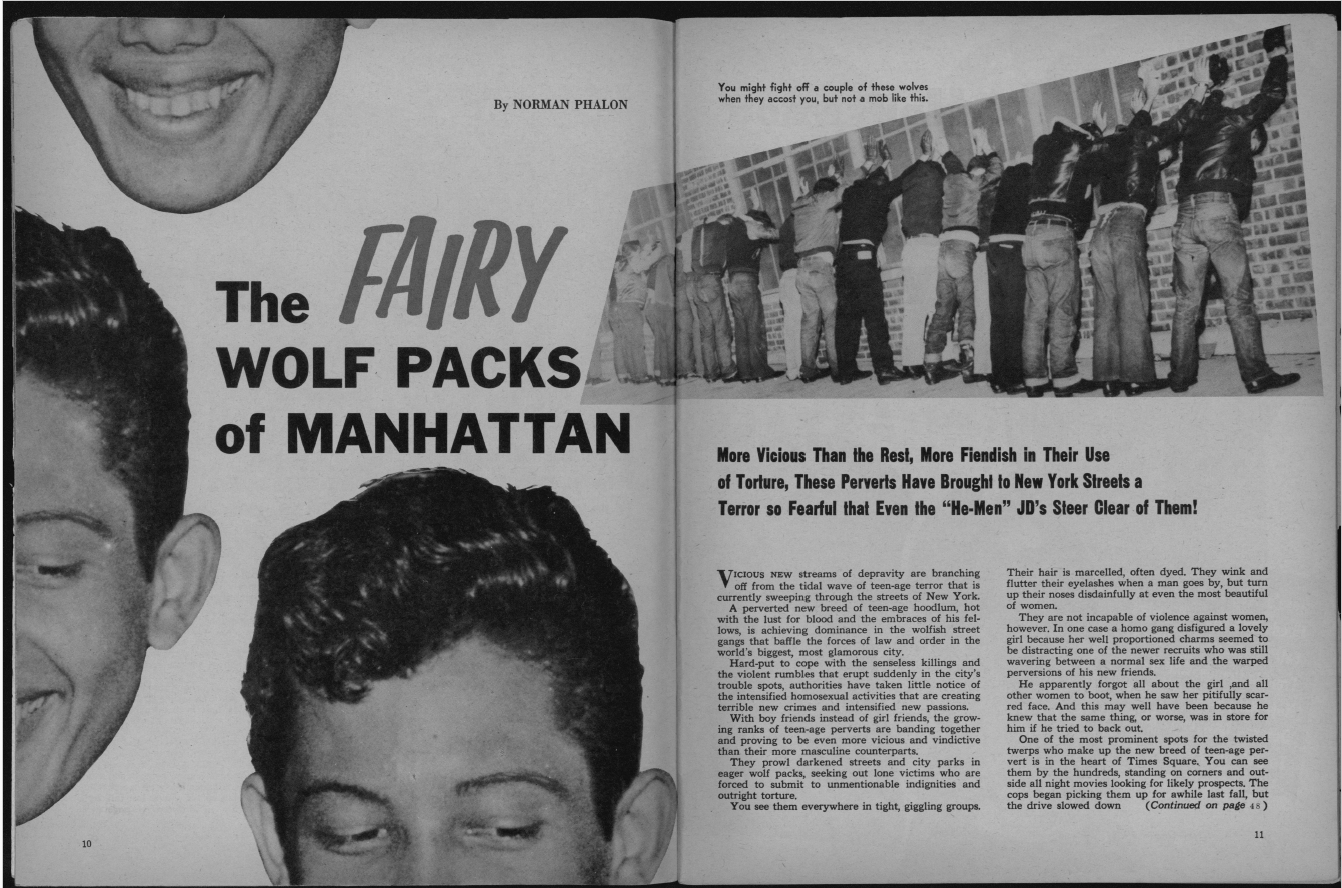 By NORMAN PHALON
The FAIRY
WOLF PACKS
of MANHATTAN
10
You might fight off a couple of these wolves
when they accost you, but not a mob like this.
More Vicious Than the Rest, More Fiendish in Their Use
of Torture, These Perverts Have Brought to New York Streets a
Terror so Fearful that Even the "He-Men" JD's Steer Clear of Them!
VICIOUS NEW streams of depravity are branching
off from the tidal wave of teen-age terror that is
currently sweeping through the streets of New York.
A perverted new breed of teen-age hoodlum, hot
with the lust for blood and the embraces of his fel-
lows, is achieving dominance in the wolfish street
gangs that baffle the forces of law and order in the
world's biggest, most glamorous city.
Hard-put to cope with the senseless killings and
the violent rumbles that erupt suddenly in the city's
trouble spots, authorities have taken little notice of
the intensified homosexual activities that are creating
terrible new crimes and intensified new passions.
With boy friends instead of girl friends, the grow-
ing ranks of teen-age perverts are banding together
and proving to be even more vicious and vindictive
than their more masculine counterparts.
They prowl darkened streets and city parks in
eager wolf packs, seeking out lone victims who are
forced to submit to unmentionable indignities and
outright torture.
You see them everywhere in tight, giggling groups.
Their hair is marcelled, often dyed. They wink and
flutter their eyelashes when a man goes by, but turn
up their noses disdainfully at even the most beautiful
of women.
They are not incapable of violence against women,
however. In one case a homo gang disfigured a lovely
girl because her well proportioned charms seemed to
be distracting one of the newer recruits who was still
wavering between a normal sex life and the warped
perversions of his new friends.
He apparently forgot all about the girl ,and all
other women to boot, when he saw her pitifully scar-
red face. And this may well have been because he
knew that the same thing, or worse, was in store for
him if he tried to back out.
One of the most prominent spots for the twisted
twerps who make up the new breed of teen-age per-
vert is in the heart of Times Square. You can see
them by the hundreds, standing on corners and out-
side all night movies looking for likely prospects. The
cops began picking them up for awhile last fall, but
the drive slowed down (Continued on page 48)
11